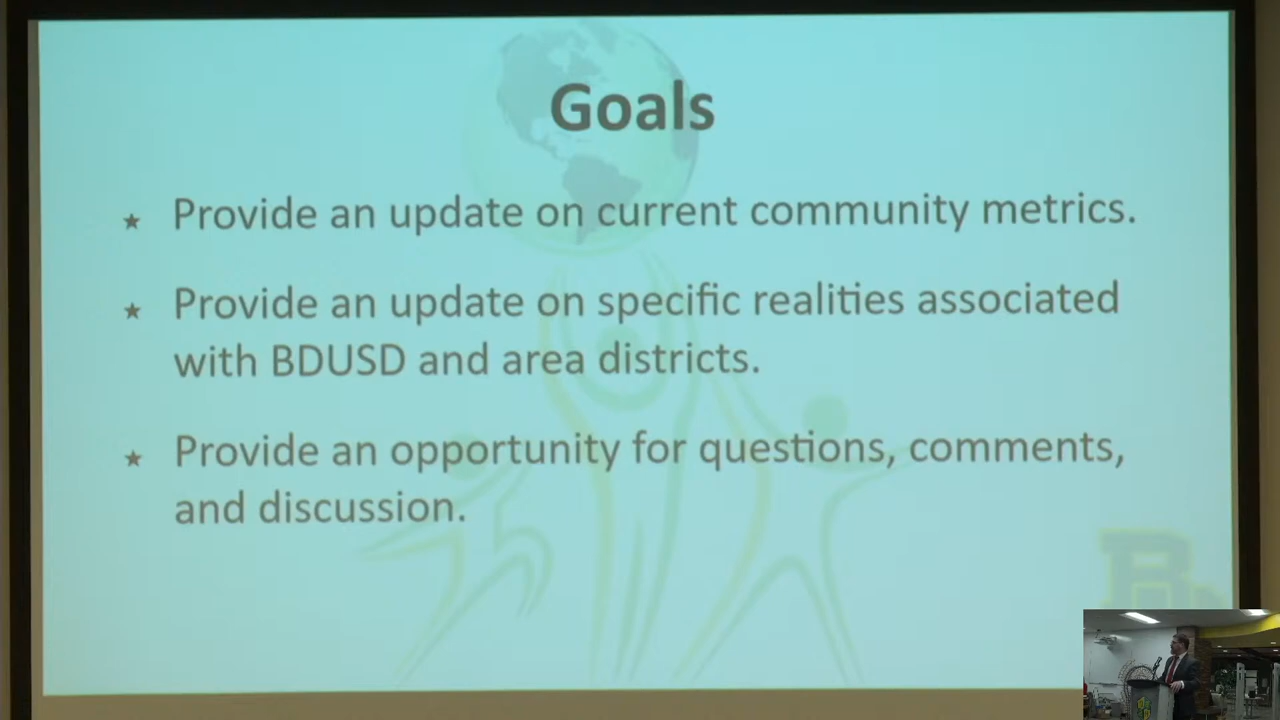 Goals
★ Provide an update on current community metrics.
★ Provide an update on specific realities associated
with BDUSD and area districts.
★ Provide an opportunity for questions, comments,
and discussion.